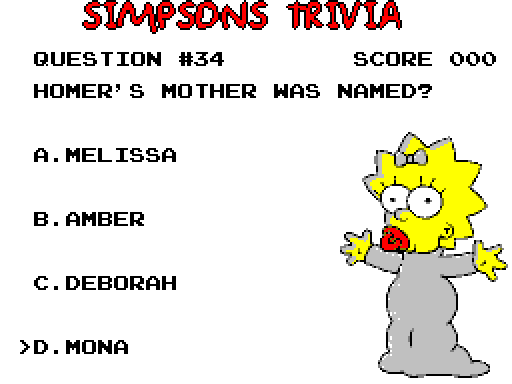 SIMPSONS TRIVIA
QUESTION #34 SCORE 000
HOMER'S MOTHER WAS NAMED?
A.MELISSA
B.AMBER
C.DEBORAH
>D.MONA